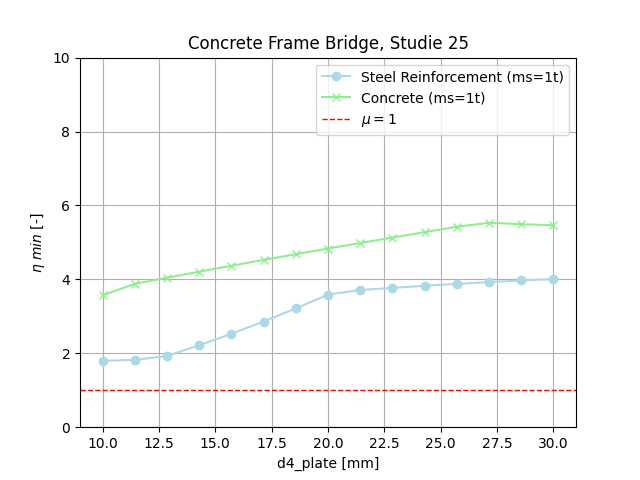 Concrete Frame Bridge, Studie 25
Steel Reinforcement (ms=1t)
Concrete (ms=1t)
μ = 1
10
8
6
4
2
0
η min [-]
10.0 12.5 15.0 17.5 20.0 22.5 25.0 27.5 30.0
d4_plate [mm]